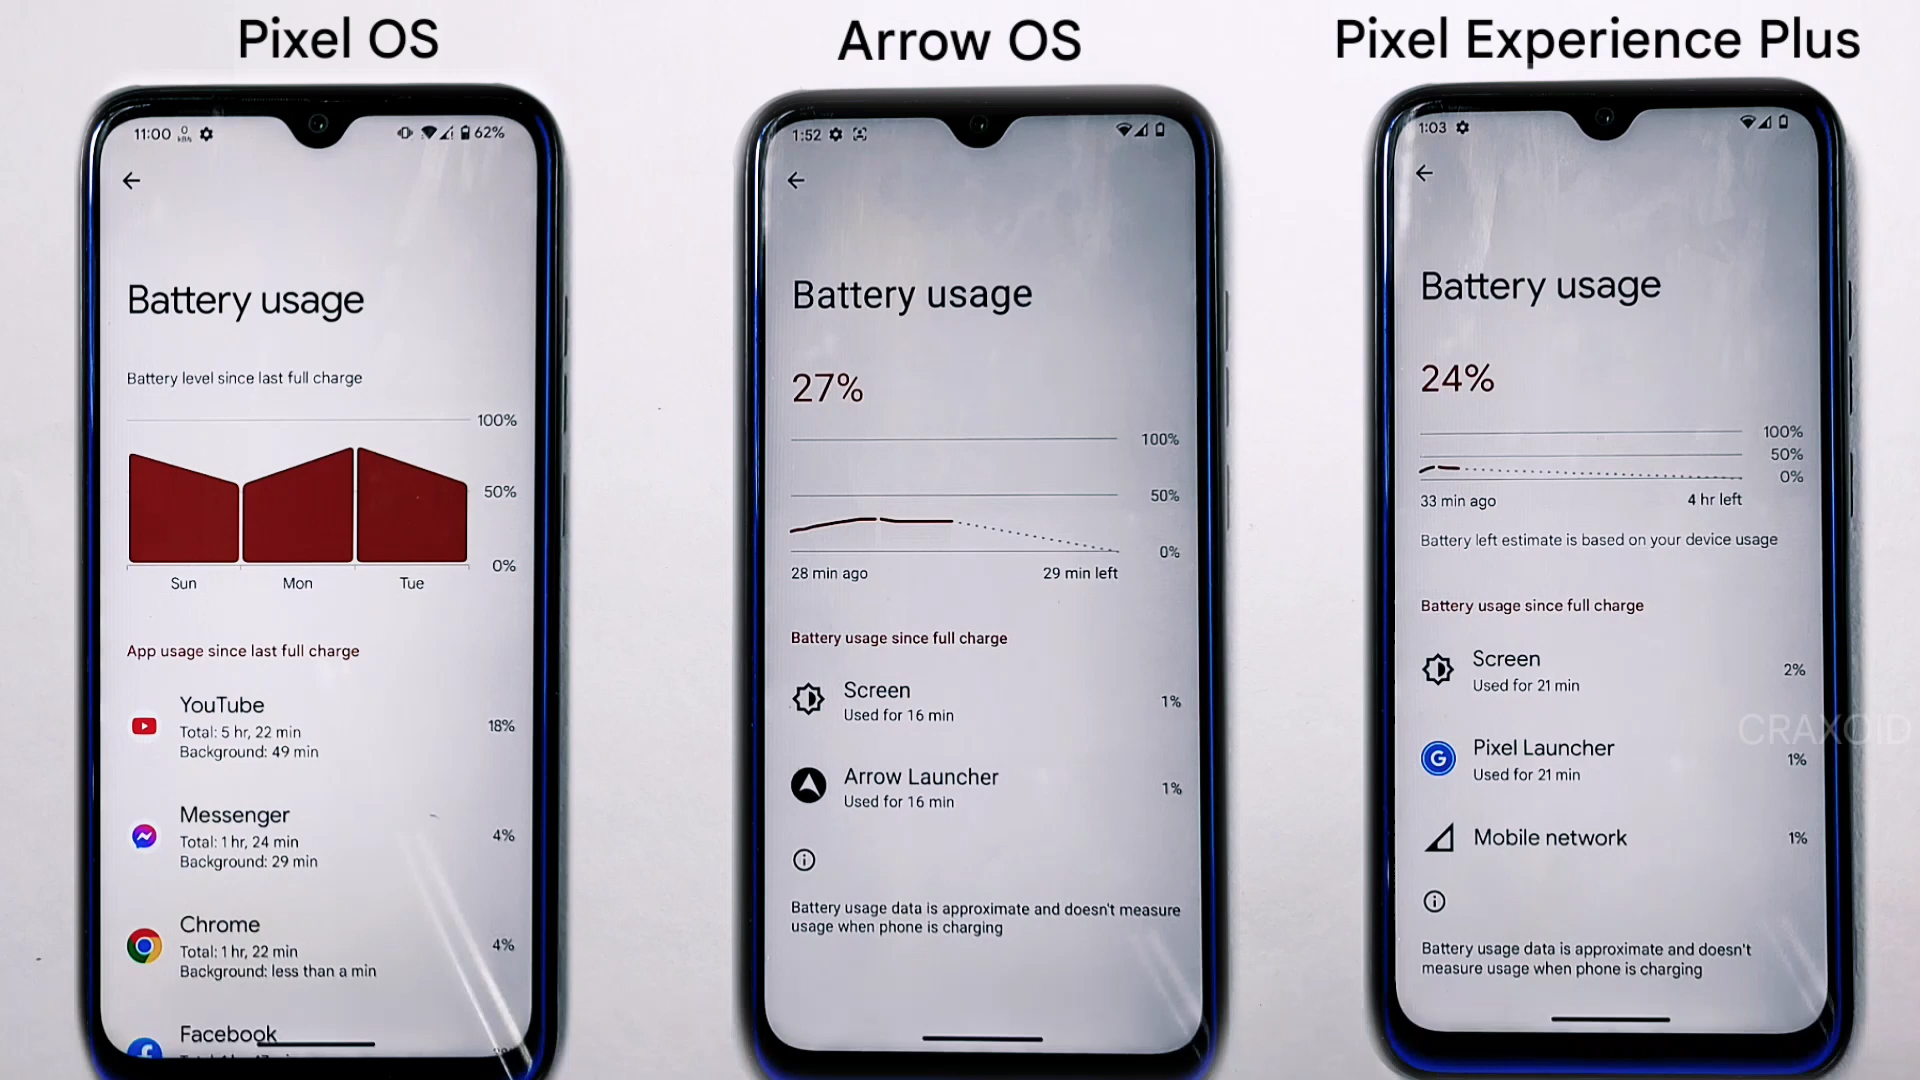 Pixel OS
11:00
0
kB/s
62%
Battery usage
Battery level since last full charge
100%
50%
0%
Sun
Mon
Tue
App usage since last full charge
YouTube
Total: 5 hr, 22 min
Background: 49 min
18%
Messenger
Total: 1 hr, 24 min
Background: 29 min
4%
Chrome
Total: 1 hr, 22 min
Background: less than a min
4%
Facebook
Arrow OS
1:52
Battery usage
27%
100%
50%
0%
28 min ago
29 min left
Battery usage since full charge
Screen
Used for 16 min
1%
Arrow Launcher
Used for 16 min
1%
Battery usage data is approximate and doesn't measure
usage when phone is charging
Pixel Experience Plus
1:03
Battery usage
24%
100%
50%
0%
33 min ago
4 hr left
Battery left estimate is based on your device usage
Battery usage since full charge
Screen
Used for 21 min
2%
Pixel Launcher
Used for 21 min
1%
Mobile network
1%
Battery usage data is approximate and doesn't
measure usage when phone is charging
CRAXOID